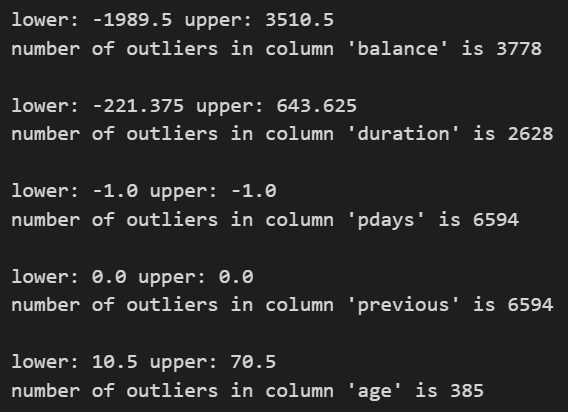 lower: -1989.5 upper: 3510.5
number of outliers in column 'balance' is 3778
lower: -221.375 upper: 643.625
number of outliers in column 'duration' is 2628
lower: -1.0 upper: -1.0
number of outliers in column 'pdays' is 6594
lower: 0.0 upper: 0.0
number of outliers in column 'previous' is 6594
lower: 10.5 upper: 70.5
number of outliers in column 'age' is 385